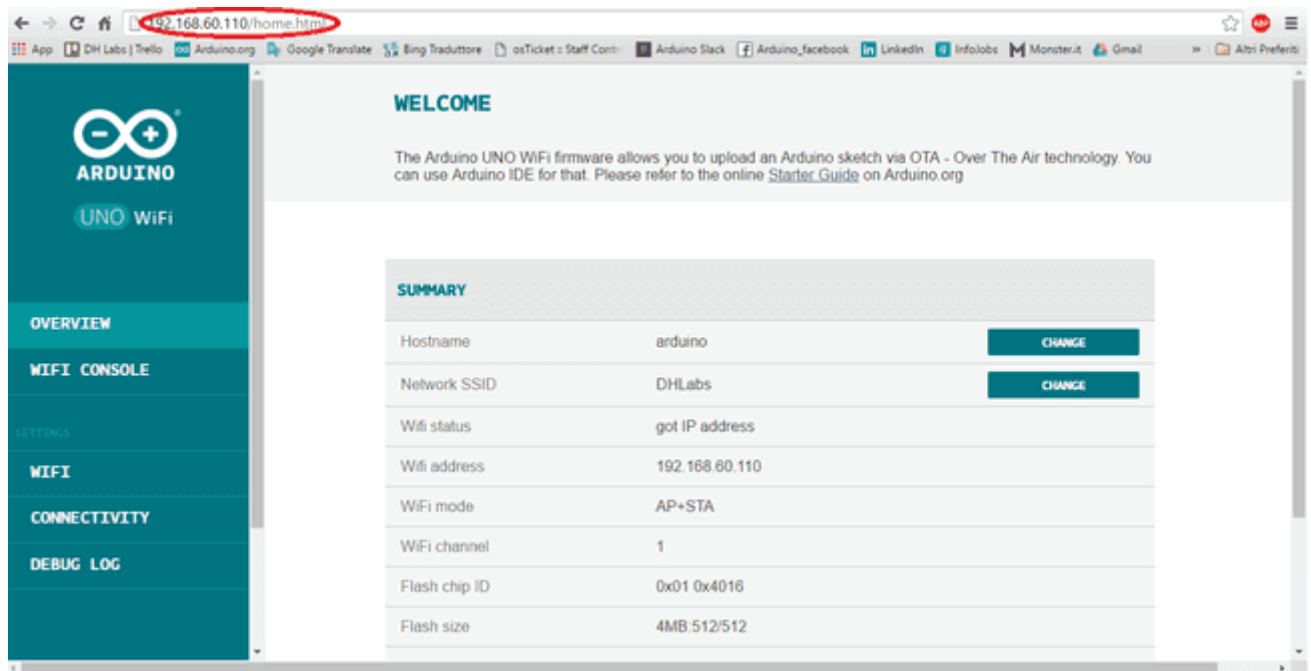 192.168.60.110/home.html
App DH Labs | Trello Arduino.org Google Translate Bing Traduttore osTicket :: Staff Contr Arduino Slack Arduino_facebook LinkedIn InfoJobs Monster.it Gmail » Altri Preferiti
ARDUINO
UNO WiFi
OVERVIEW
WIFI CONSOLE
SETTINGS
WIFI
CONNECTIVITY
DEBUG LOG
WELCOME
The Arduino UNO WiFi firmware allows you to upload an Arduino sketch via OTA - Over The Air technology. You
can use Arduino IDE for that. Please refer to the online Starter Guide on Arduino.org
SUMMARY
Hostname arduino CHANGE
Network SSID DHLabs CHANGE
Wifi status got IP address
Wifi address 192.168.60.110
WiFi mode AP+STA
WiFi channel 1
Flash chip ID 0x01 0x4016
Flash size 4MB:512/512